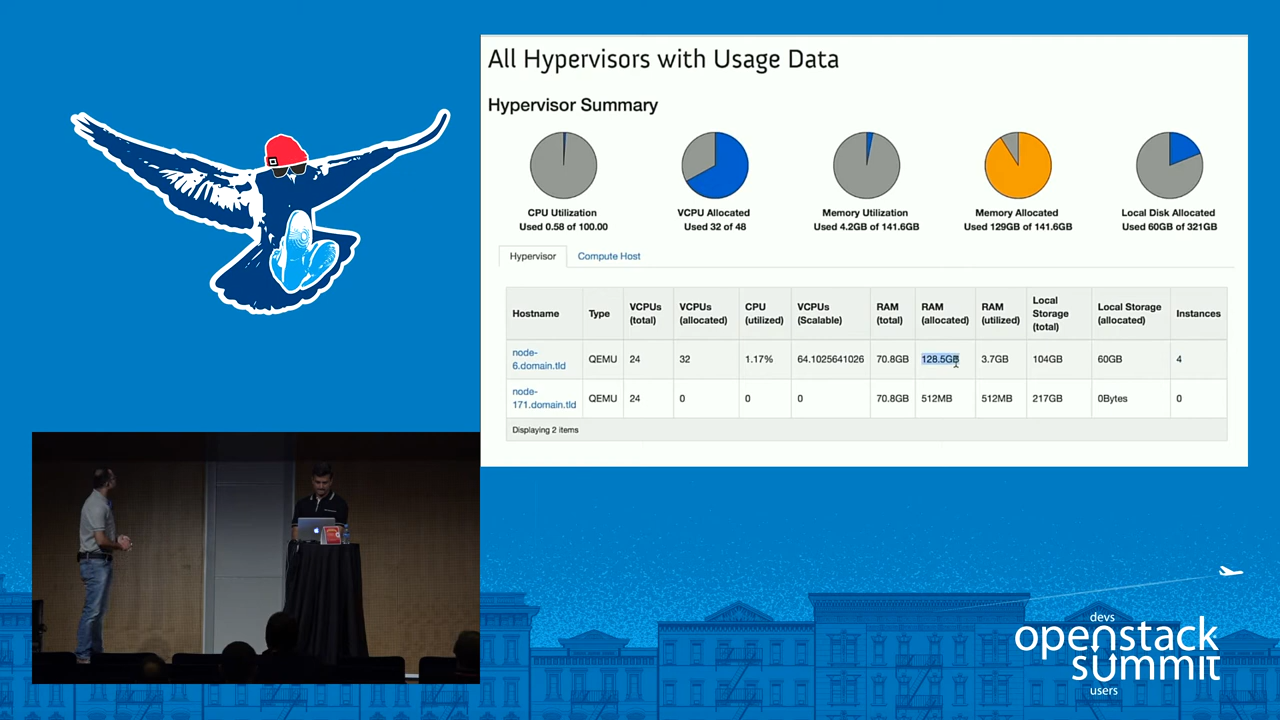 All Hypervisors with Usage Data
Hypervisor Summary
CPU Utilization
Used 0.58 of 100.00
VCPU Allocated
Used 32 of 48
Memory Utilization
Used 4.2GB of 141.6GB
Memory Allocated
Used 129GB of 141.6GB
Local Disk Allocated
Used 60GB of 321GB
Hypervisor Compute Host
Hostname Type VCPUs (total) VCPUs (allocated) CPU (utilized) VCPUs (Scalable) RAM (total) RAM (allocated) RAM (utilized) Local Storage (total) Local Storage (allocated) Instances
node-6.domain.tld QEMU 24 32 1.17% 64.1025641026 70.8GB 128.5GB 3.7GB 104GB 60GB 4
node-171.domain.tld QEMU 24 0 0 0 70.8GB 512MB 512MB 217GB 0Bytes 0
Displaying 2 items
devs
openstack
summit
users